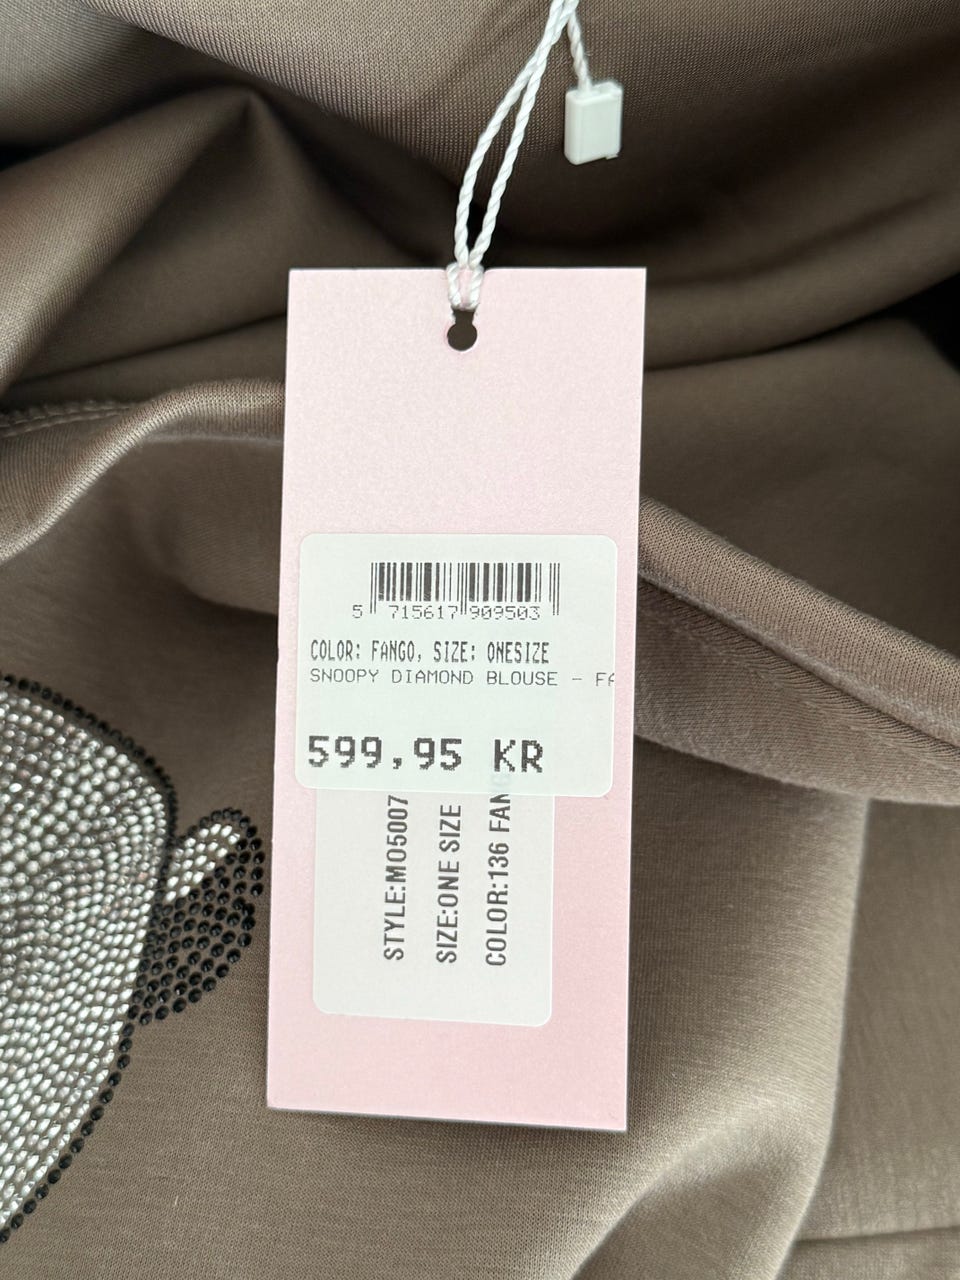 5 715617 909503
COLOR: FANGO, SIZE: ONESIZE
SNOOPY DIAMOND BLOUSE - FA
599,95 KR
STYLE:MO5007
SIZE:ONE SIZE
COLOR:136 FAN